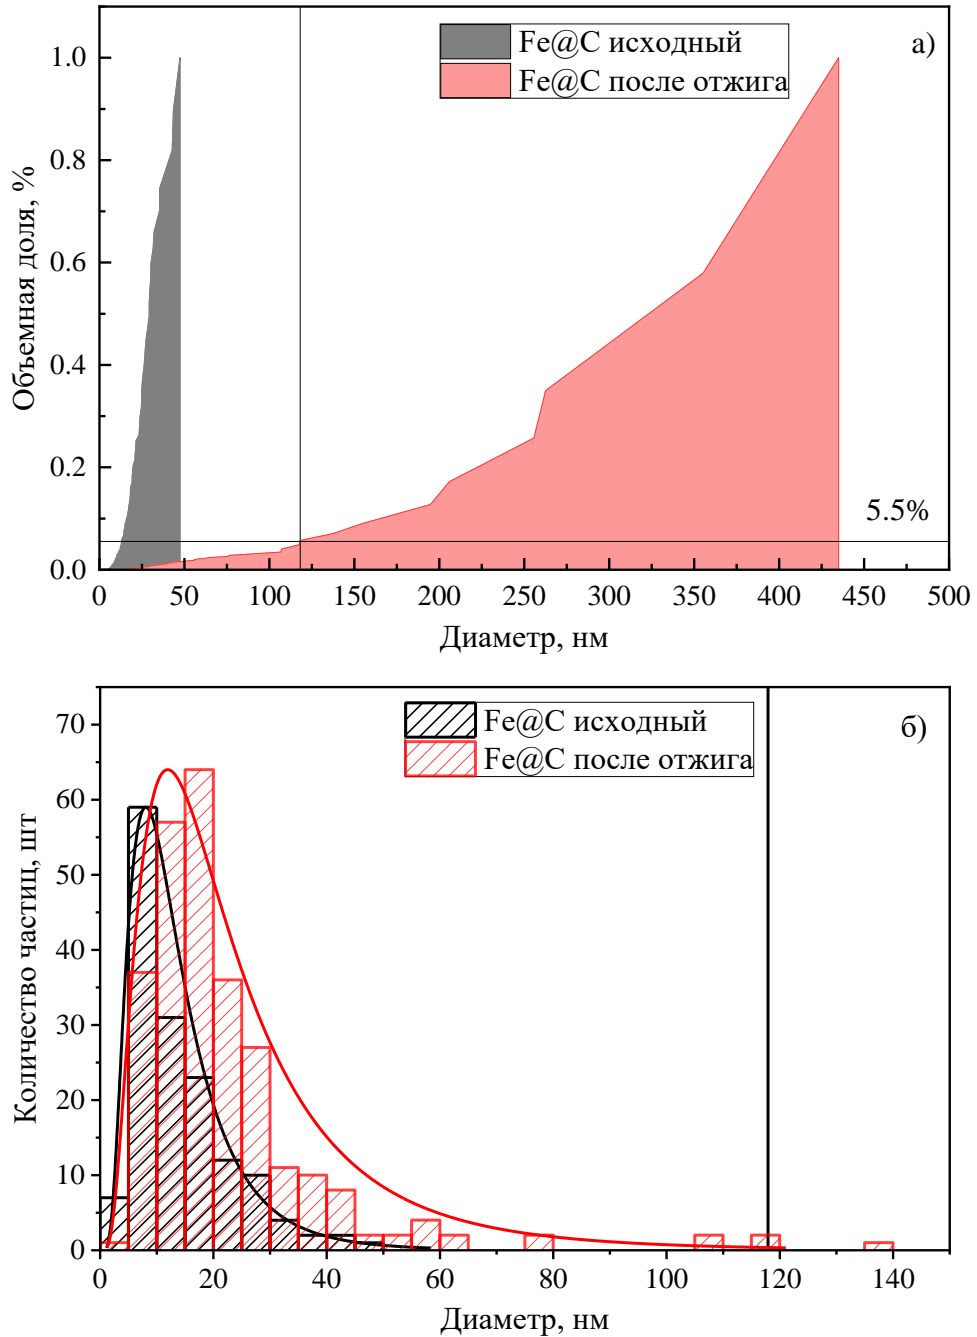 Fe@C исходный
Fe@C после отжига
а)
1.0
0.8
0.6
0.4
0.2
0.0
Объемная доля, %
5.5%
0 50 100 150 200 250 300 350 400 450 500
Диаметр, нм
Fe@C исходный
Fe@C после отжига
б)
70
60
50
40
30
20
10
0
Количество частиц, шт
0 20 40 60 80 100 120 140
Диаметр, нм